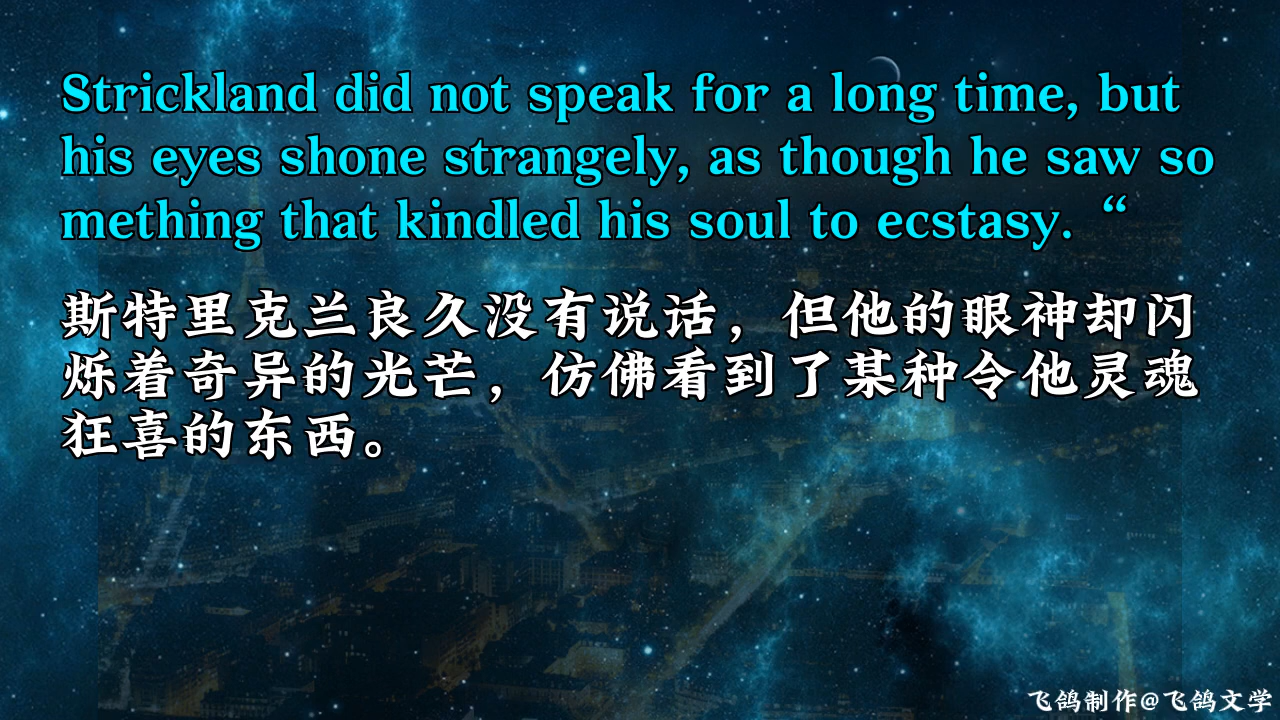 Strickland did not speak for a long time, but
his eyes shone strangely, as though he saw so
mething that kindled his soul to ecstasy. “
斯特里克兰良久没有说话，但他的眼神却闪
烁着奇异的光芒，仿佛看到了某种令他灵魂
狂喜的东西。
飞鸽制作@飞鸽文学